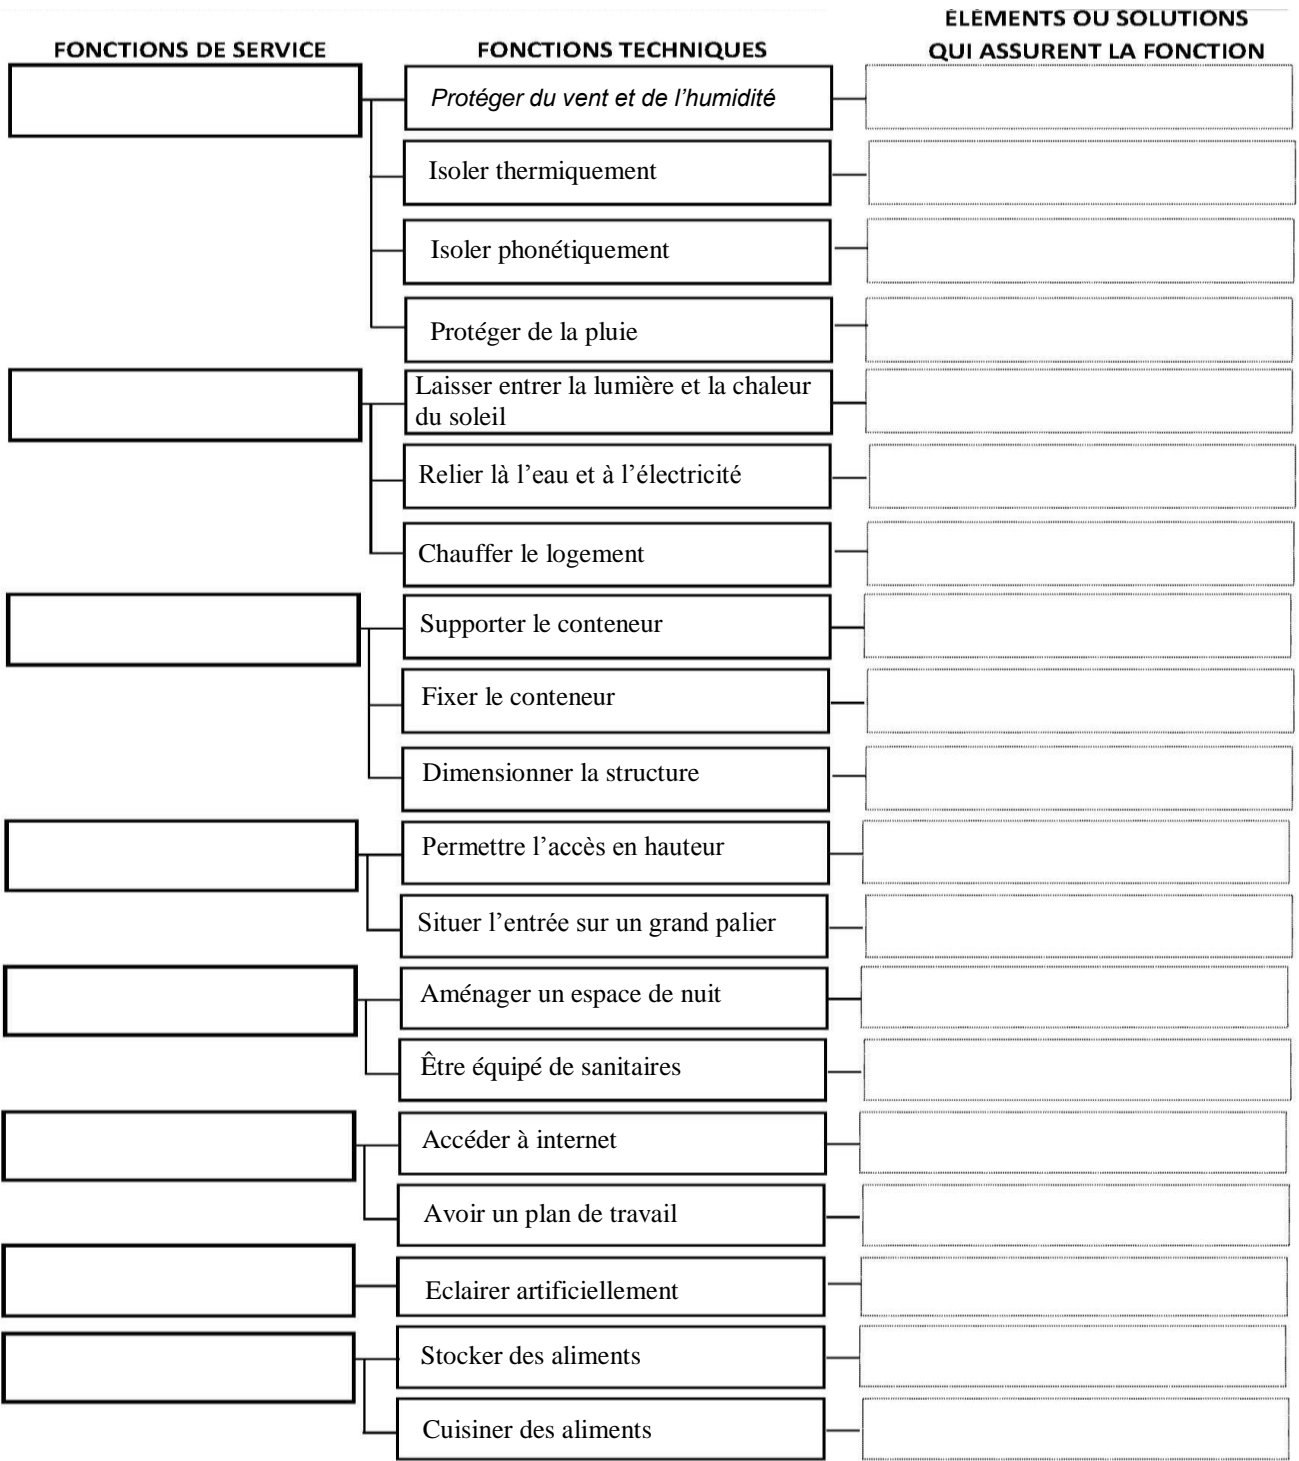 FONCTIONS DE SERVICE
FONCTIONS TECHNIQUES
ÉLÉMENTS OU SOLUTIONS
QUI ASSURENT LA FONCTION
Protéger du vent et de l’humidité
Isoler thermiquement
Isoler phonétiquement
Protéger de la pluie
Laisser entrer la lumière et la chaleur
du soleil
Relier là l’eau et à l’électricité
Chauffer le logement
Supporter le conteneur
Fixer le conteneur
Dimensionner la structure
Permettre l’accès en hauteur
Situer l’entrée sur un grand palier
Aménager un espace de nuit
Être équipé de sanitaires
Accéder à internet
Avoir un plan de travail
Eclairer artificiellement
Stocker des aliments
Cuisiner des aliments